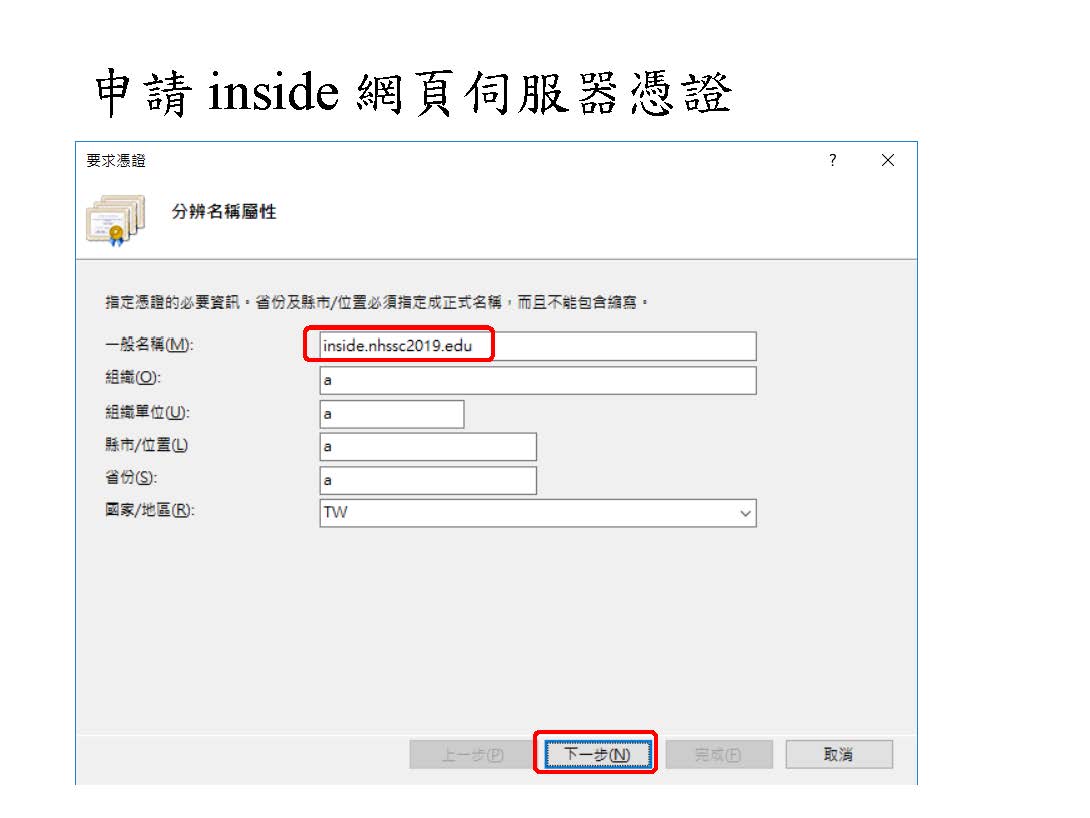 申請 inside 網頁伺服器憑證
要求憑證
?
分辨名稱屬性
指定憑證的必要資訊。省份及縣市/位置必須指定成正式名稱，而且不能包含縮寫。
一般名稱(M): inside.nhssc2019.edu
組織(O): a
組織單位(U): a
縣市/位置(L) a
省份(S): a
國家/地區(R): TW
上一步(P) 下一步(N) 完成(F) 取消